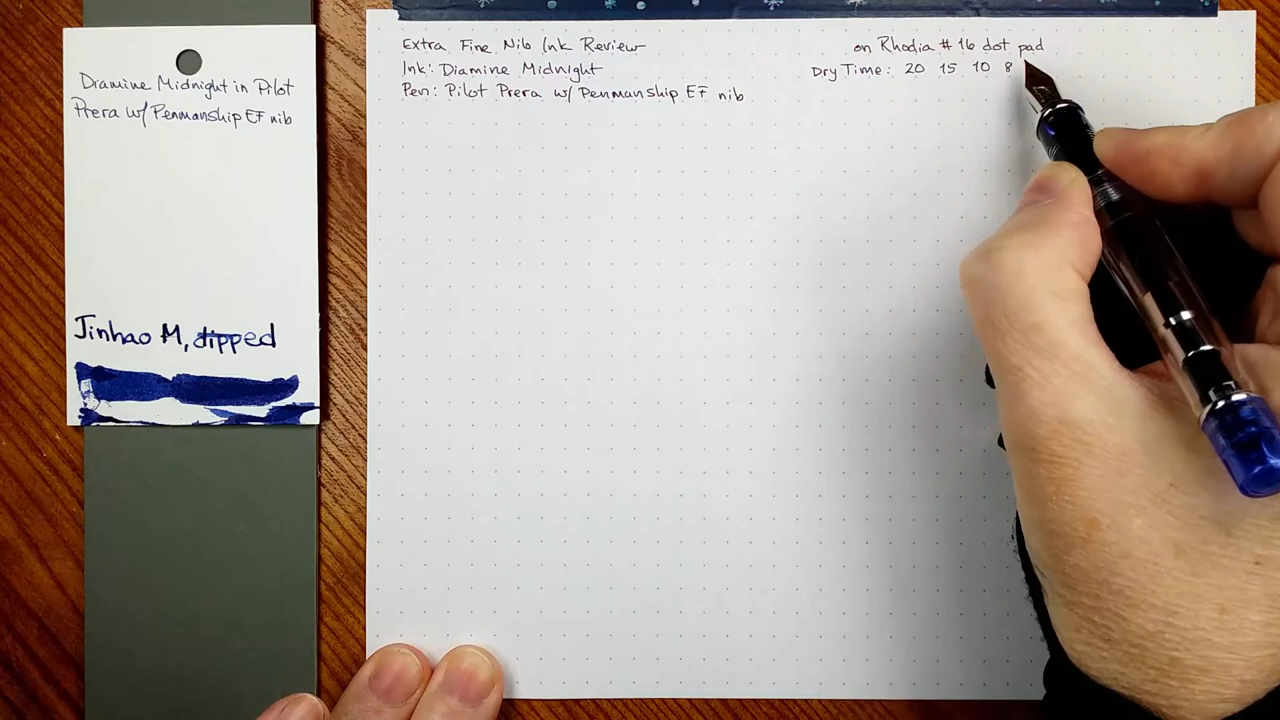 Diamine Midnight in Pilot
Prera w/ Penmanship EF nib
Jinhao M, dipped
Extra Fine Nib Ink Review
Ink: Diamine Midnight
Pen: Pilot Prera w/ Penmanship EF nib
on Rhodia #16 dot pad
Dry Time: 20 15 10 8